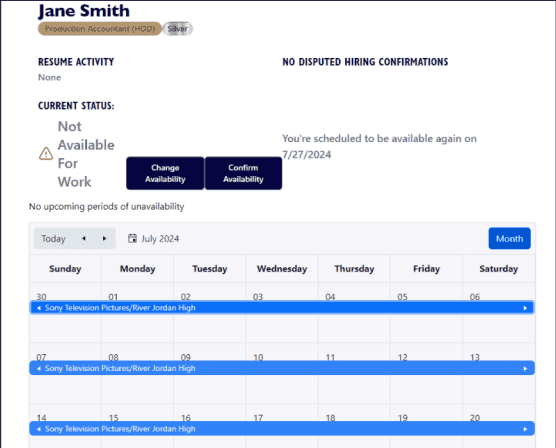 Jane Smith
Production Accountant (HOD) Silver
RESUME ACTIVITY
None
NO DISPUTED HIRING CONFIRMATIONS
CURRENT STATUS:
Not
Available
For
Work
Change
Availability
Confirm
Availability
You're scheduled to be available again on
7/27/2024
No upcoming periods of unavailability
Today July 2024 Month
Sunday Monday Tuesday Wednesday Thursday Friday Saturday
30 01 02 03 04 05 06
Sony Television Pictures/River Jordan High
07 08 09 10 11 12 13
Sony Television Pictures/River Jordan High
14 15 16 17 18 19 20
Sony Television Pictures/River Jordan High